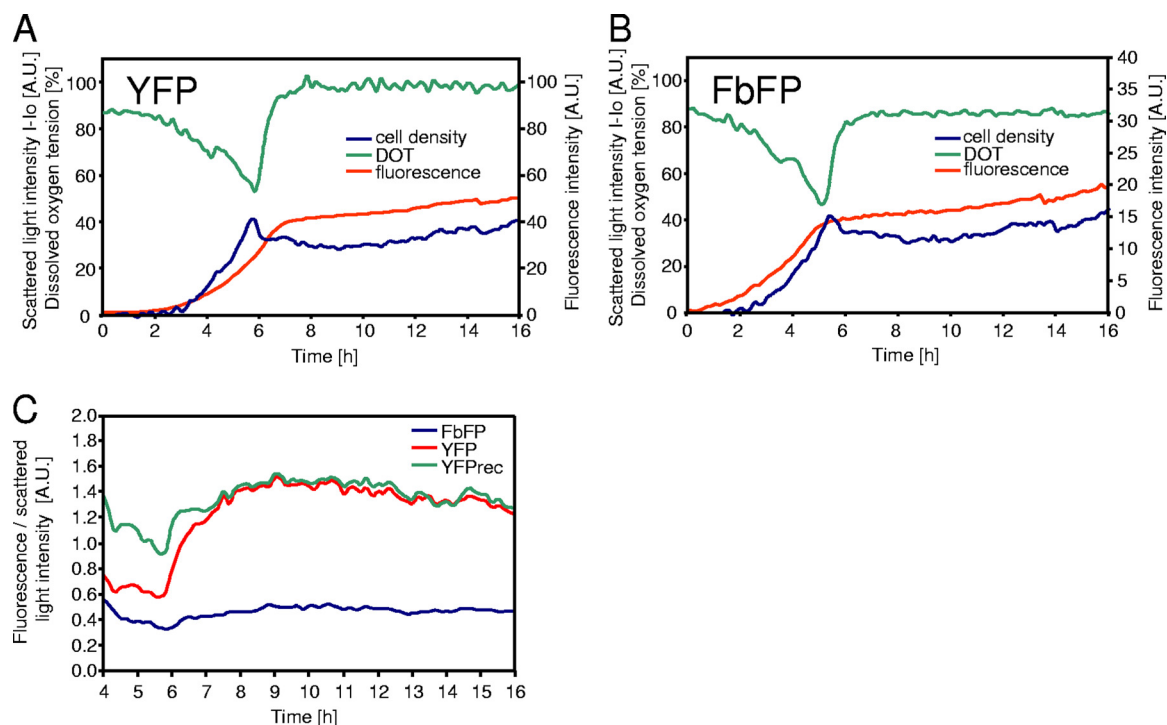 A
Scattered light intensity I-Io [A.U.]
Dissolved oxygen tension [%]
100
80
60
40
20
0
YFP
cell density
DOT
fluorescence
100
80
60
40
20
0
Fluorescence intensity [A.U.]
0 2 4 6 8 10 12 14 16
Time [h]
B
Scattered light intensity I-Io [A.U.]
Dissolved oxygen tension [%]
100
80
60
40
20
0
FbFP
cell density
DOT
fluorescence
40
35
30
25
20
15
10
5
0
Fluorescence intensity [A.U.]
0 2 4 6 8 10 12 14 16
Time [h]
C
Fluorescence / scattered
light intensity [A.U.]
2.0
1.8
1.6
1.4
1.2
1.0
0.8
0.6
0.4
0.2
0.0
FbFP
YFP
YFPrec
4 5 6 7 8 9 10 11 12 13 14 15 16
Time [h]